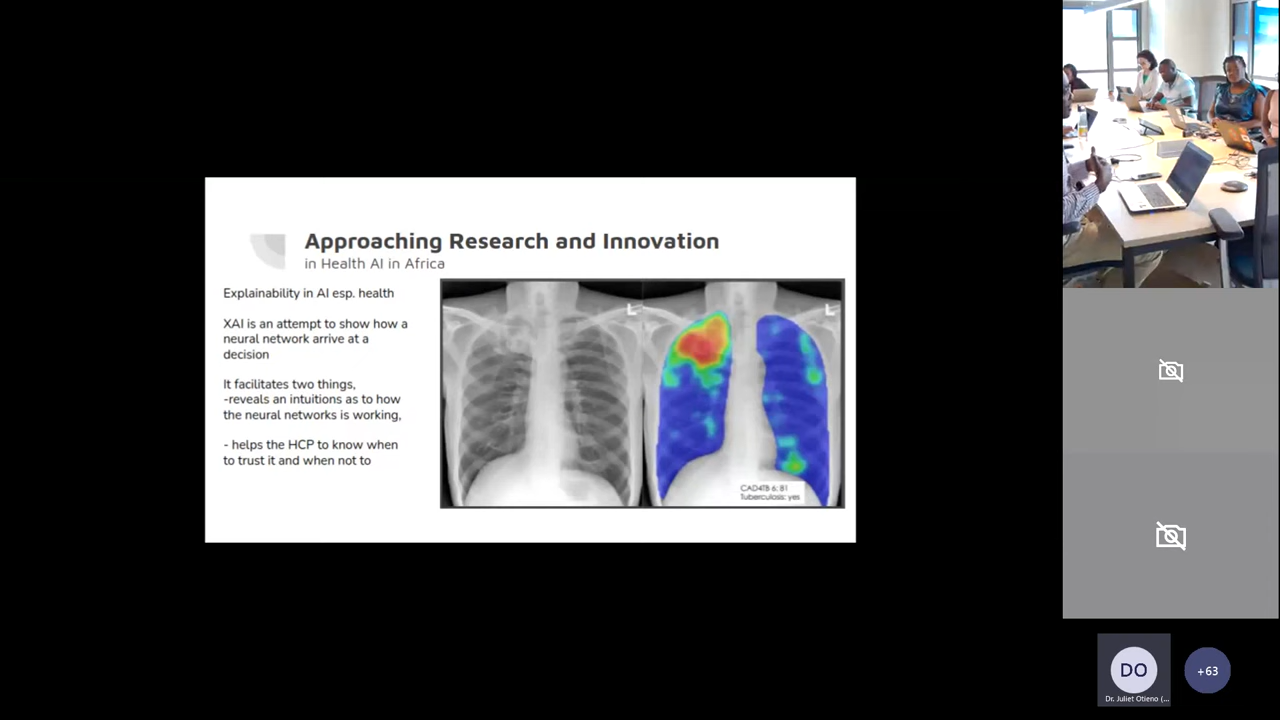 Approaching Research and Innovation
in Health AI in Africa
Explainability in AI esp. health
XAI is an attempt to show how a
neural network arrive at a
decision
It facilitates two things,
-reveals an intuitions as to how
the neural networks is working,
- helps the HCP to know when
to trust it and when not to
L
L
CAD4TB 6: 81
Tuberculosis: yes
DO
Dr. Juliet Otieno (...
+63